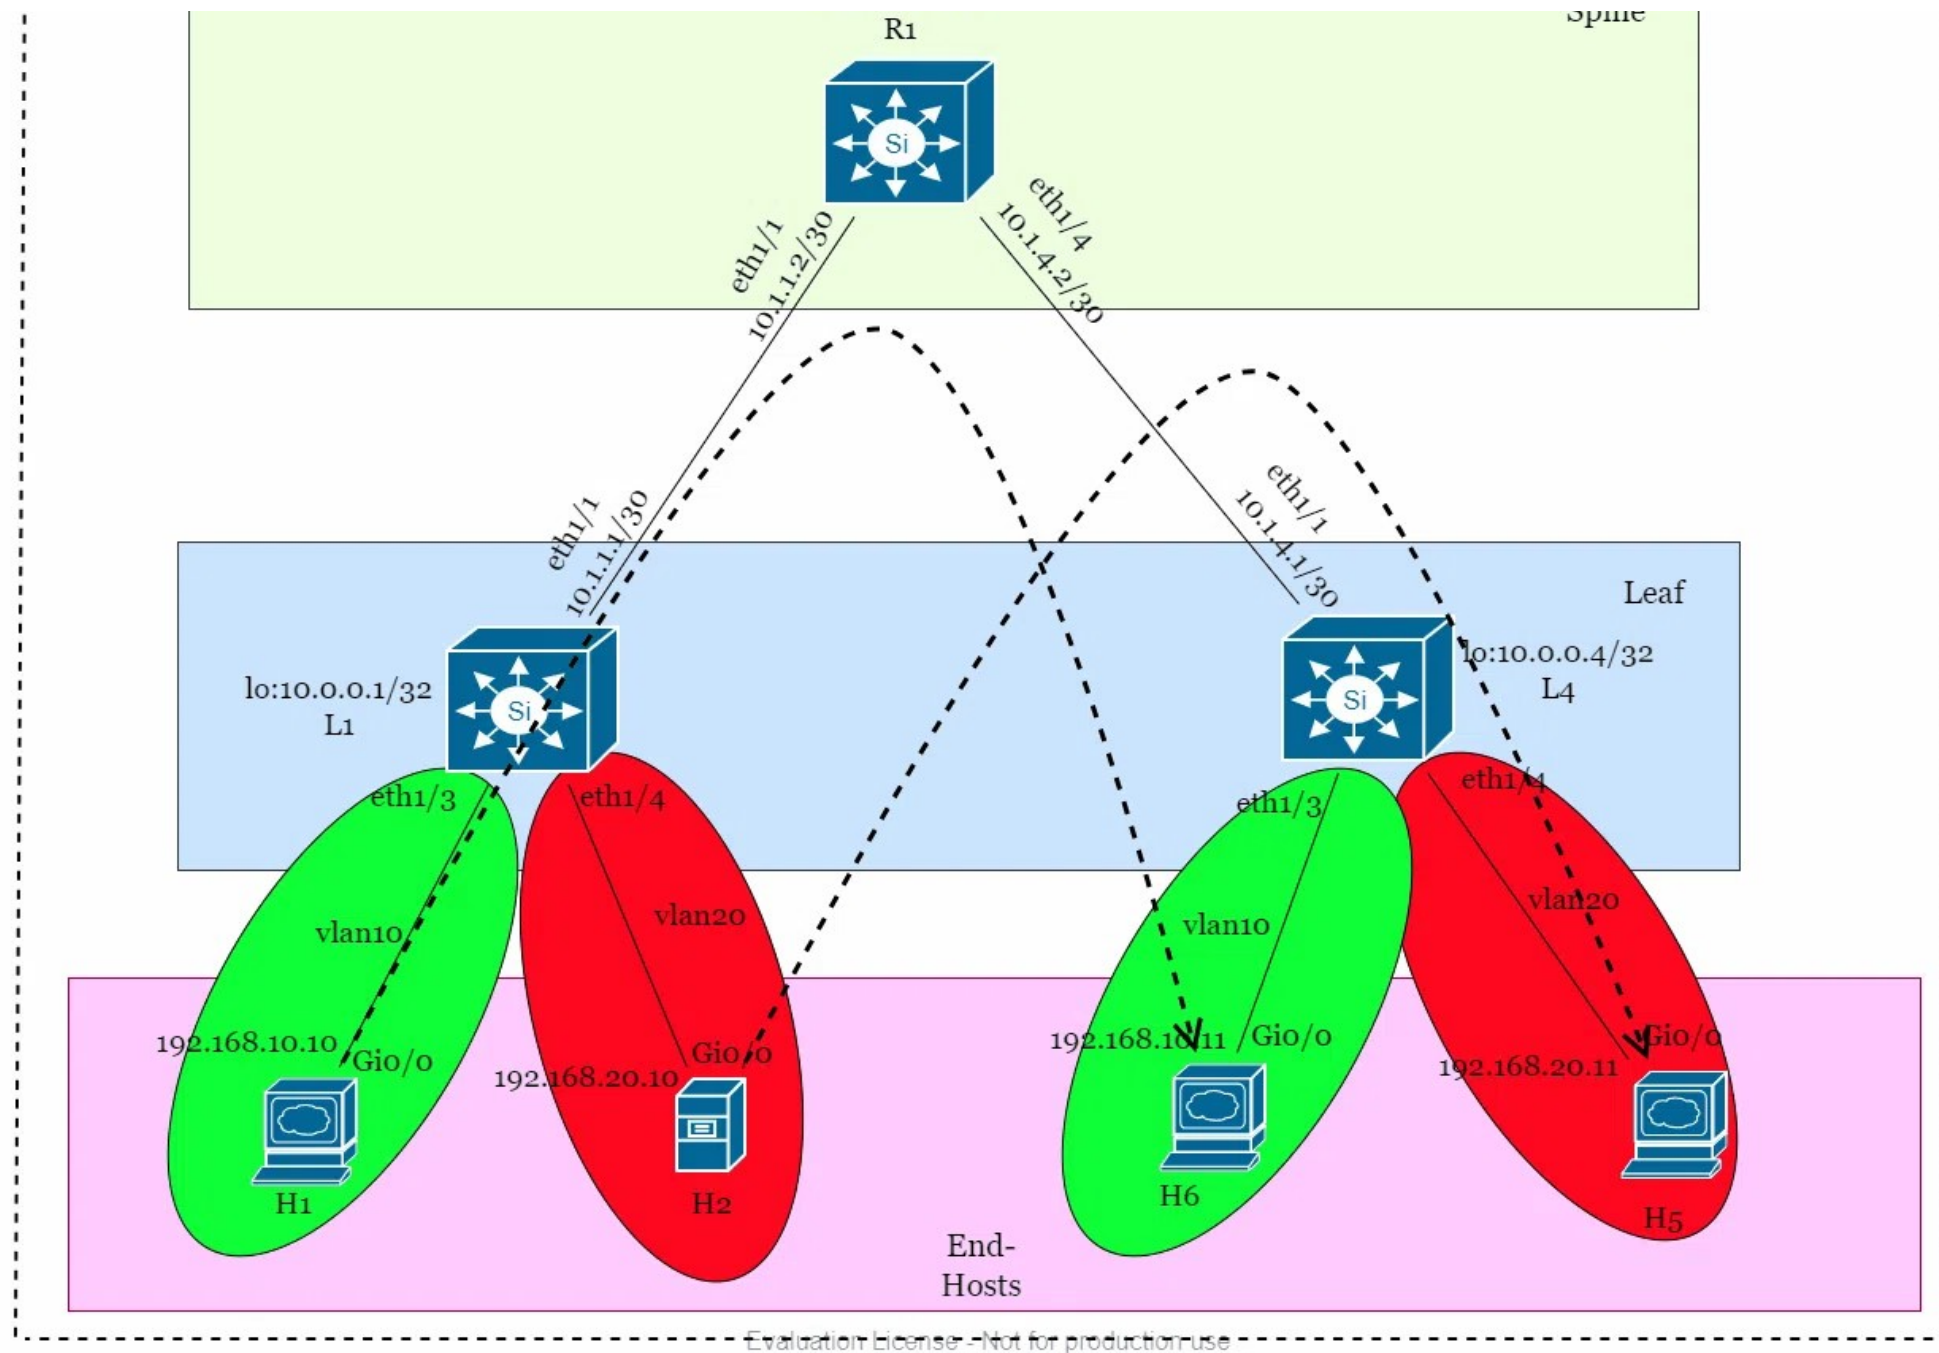 Spine
R1
Si
eth1/1
10.1.1.2/30
eth1/4
10.1.4.2/30
eth1/1
10.1.1.1/30
eth1/1
10.1.4.1/30
Leaf
lo:10.0.0.1/32
L1
Si
Si
lo:10.0.0.4/32
L4
eth1/3
eth1/4
eth1/3
eth1/4
vlan10
vlan20
vlan10
vlan20
192.168.10.10
Gi0/0
192.168.20.10
Gi0/0
192.168.10.11
Gi0/0
192.168.20.11
Gi0/0
H1
H2
H6
H5
End-
Hosts
Evaluation License - Not for production use